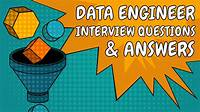 DATA ENGINEER
INTERVIEW QUESTIONS
& ANSWERS